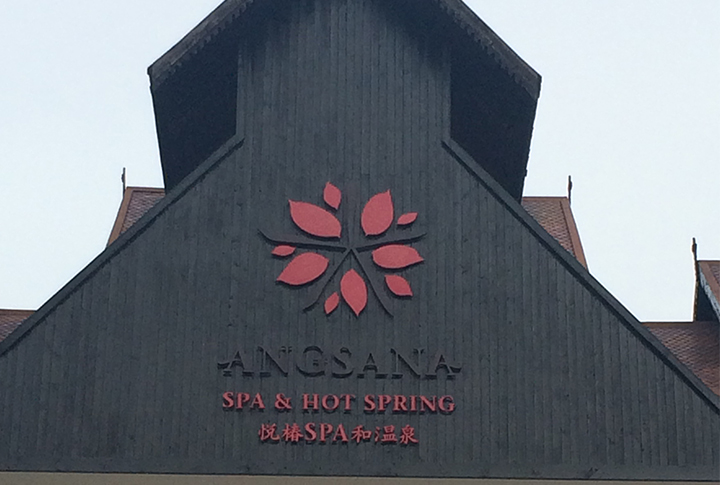 ANGSANA
SPA & HOT SPRING
悦椿SPA和温泉